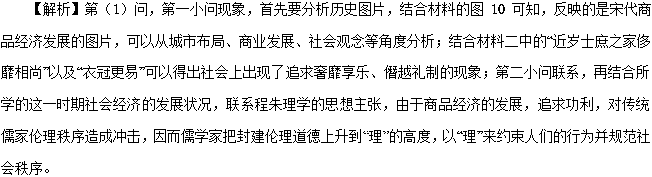 【解析】第（1）问，第一小问现象，首先要分析历史图片，结合材料的图 10 可知，反映的是宋代商
品经济发展的图片，可以从城市布局、商业发展、社会观念等角度分析；结合材料二中的“近岁士庶之家侈
靡相尚”以及“衣冠更易”可以得出社会上出现了追求奢靡享乐、僭越礼制的现象；第二小问联系，再结合所
学的这一时期社会经济的发展状况，联系程朱理学的思想主张，由于商品经济的发展，追求功利，对传统
儒家伦理秩序造成冲击，因而儒学家把封建伦理道德上升到“理”的高度，以“理”来约束人们的行为并规范社
会秩序。